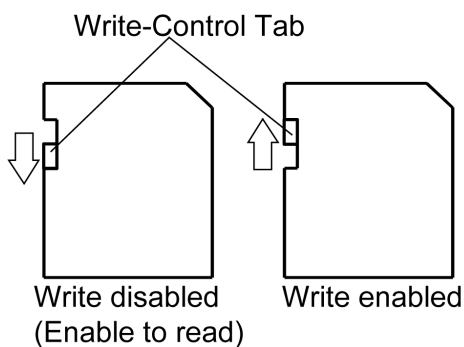 Write-Control Tab
Write disabled
(Enable to read)
Write enabled